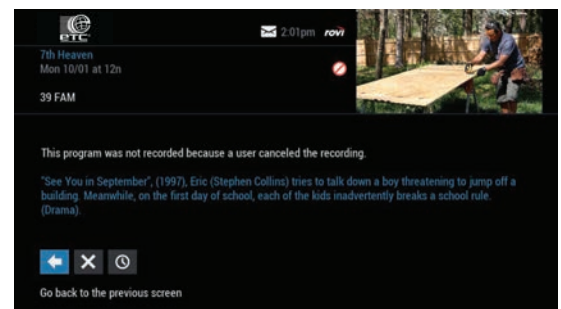 etc
2:01pm rovi
7th Heaven
Mon 10/01 at 12n
39 FAM
This program was not recorded because a user canceled the recording.
"See You in September", (1997), Eric (Stephen Collins) tries to talk down a boy threatening to jump off a
building. Meanwhile, on the first day of school, each of the kids inadvertently breaks a school rule.
(Drama).
Go back to the previous screen